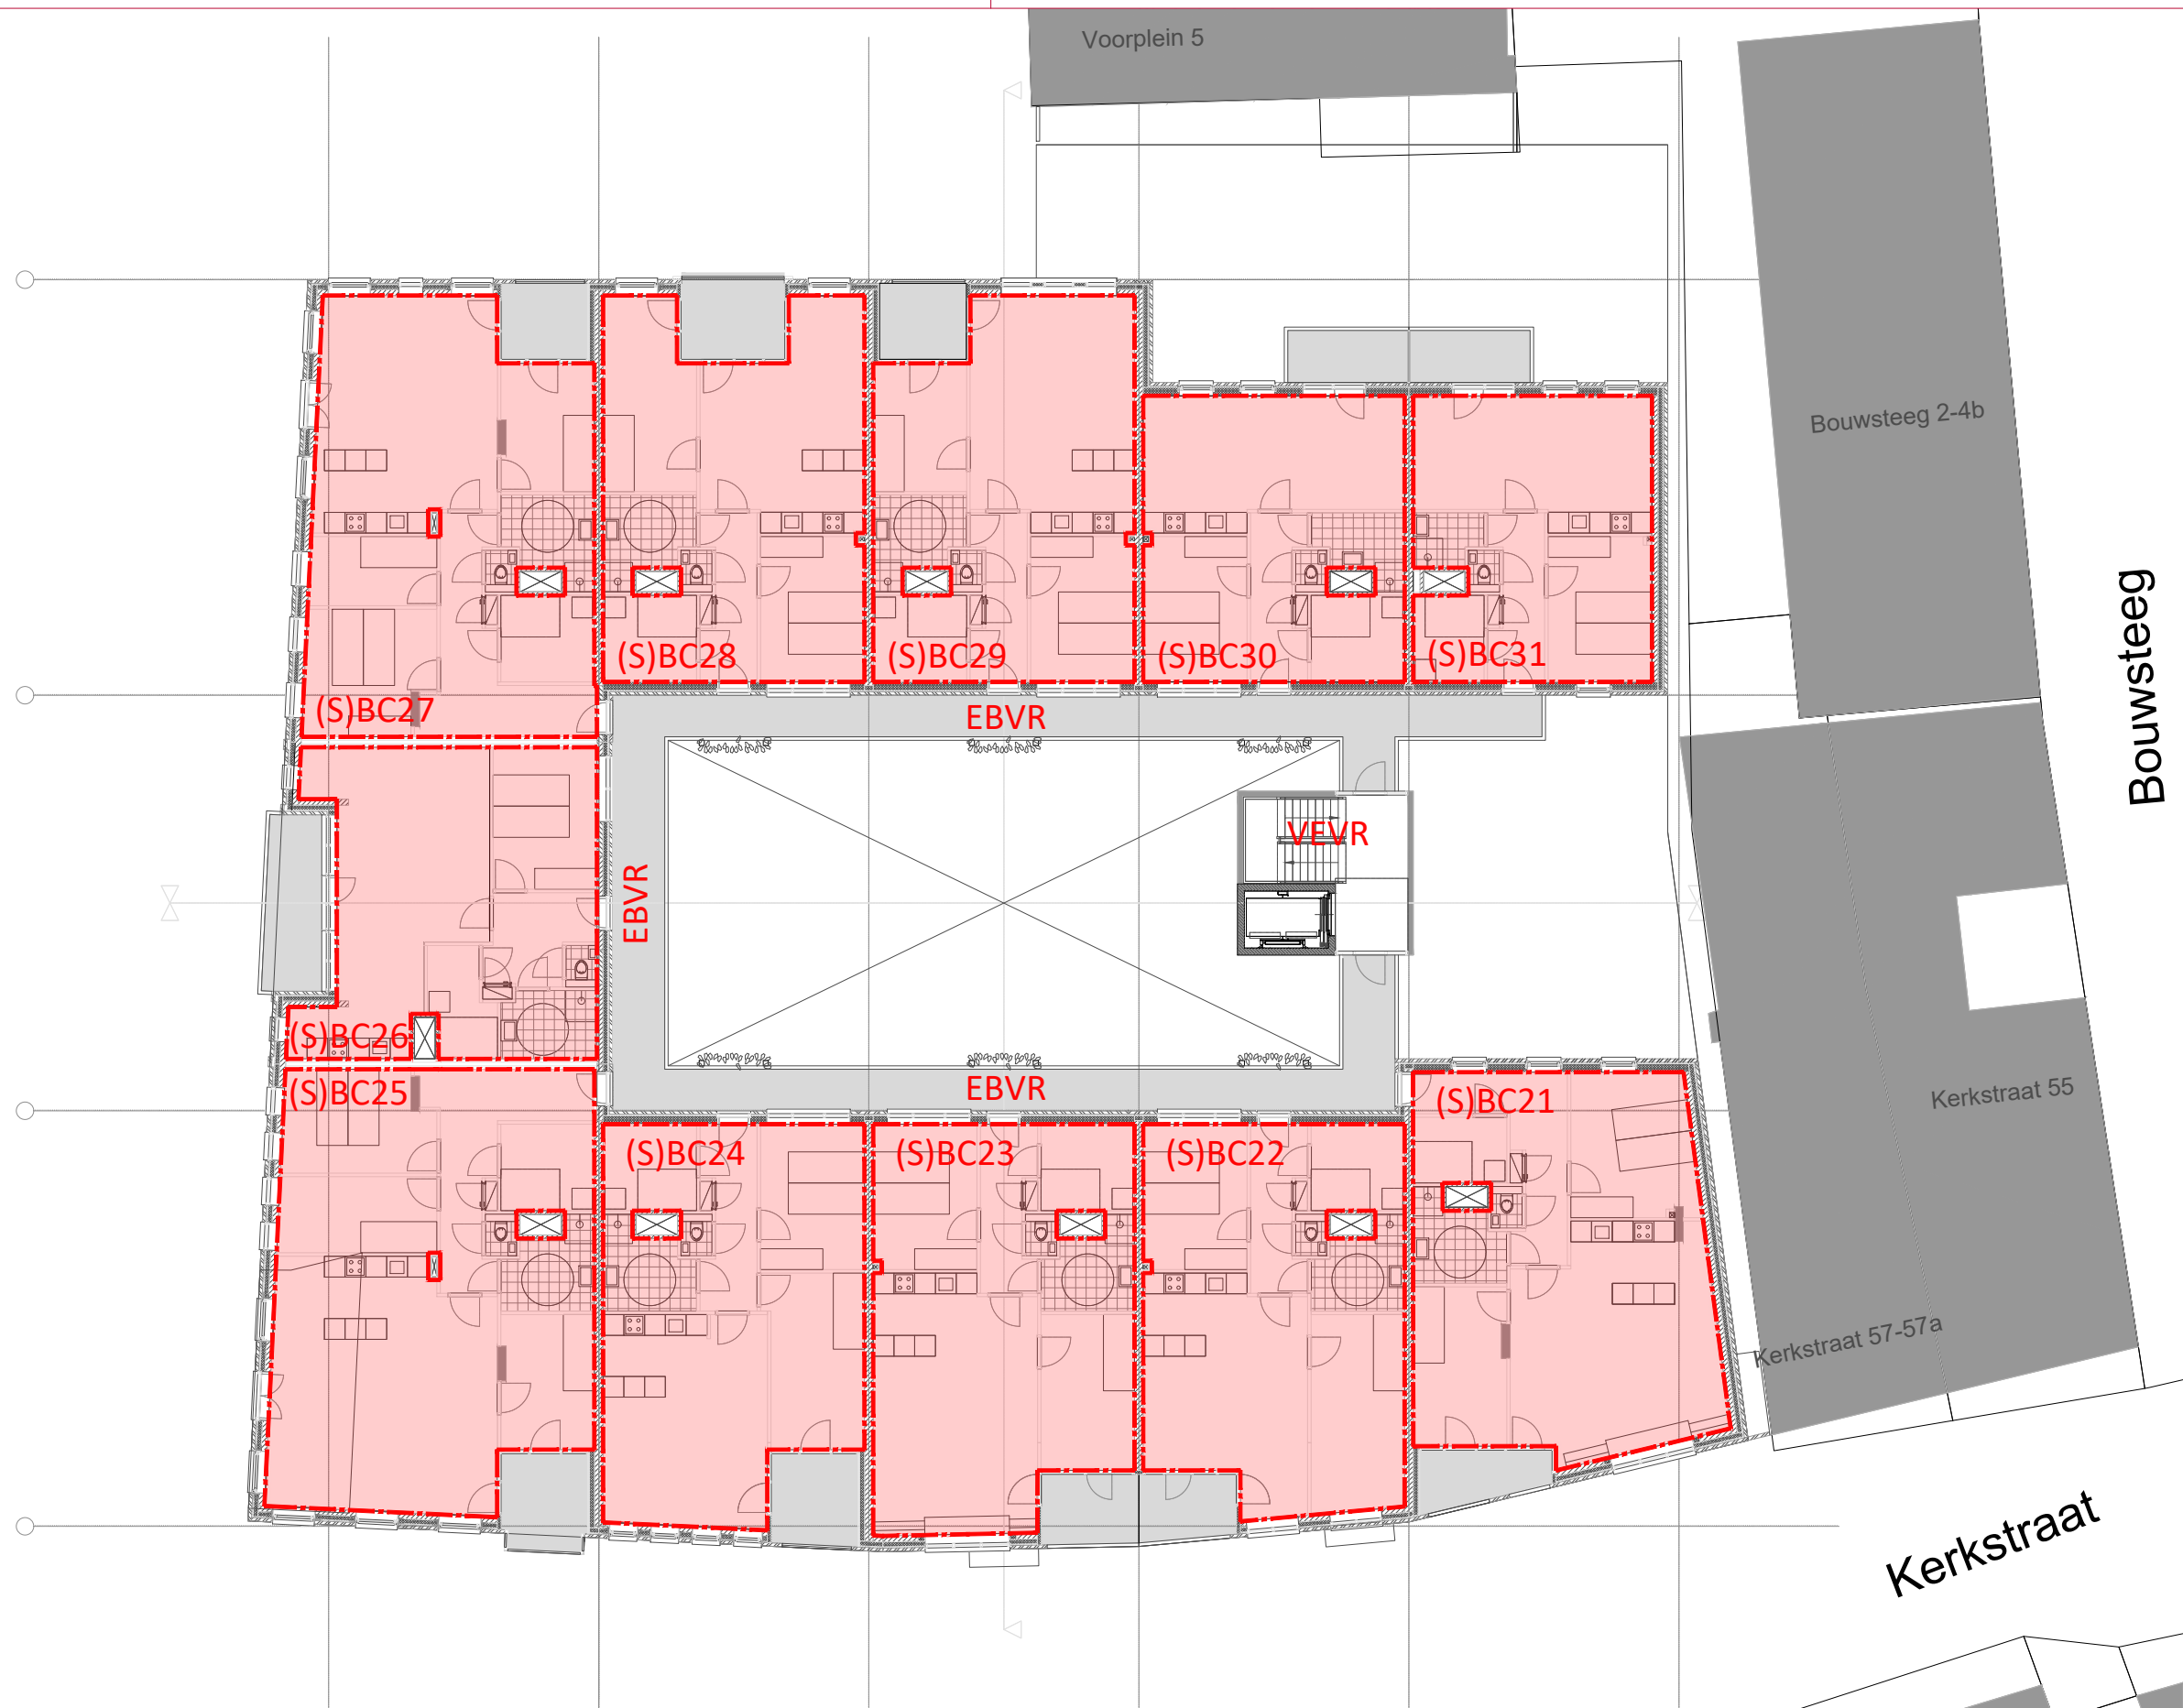 Voorplein 5
Bouwsteeg 2-4b
Bouwsteeg
(S)BC28
(S)BC29
(S)BC30
(S)BC31
(S)BC27
EBVR
VEVR
EBVR
(S)BC26
(S)BC25
EBVR
(S)BC21
Kerkstraat 55
(S)BC24
(S)BC23
(S)BC22
Kerkstraat 57-57a
Kerkstraat